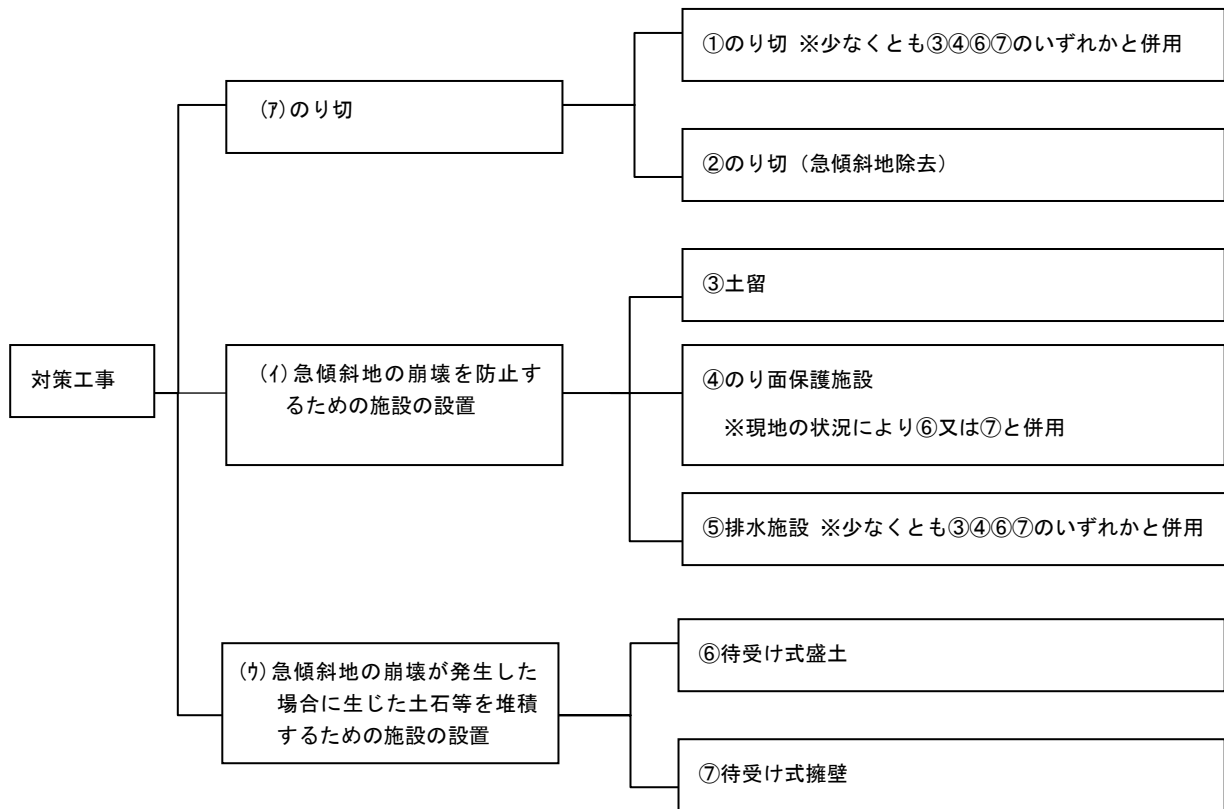 ①のり切 ※少なくとも③④⑥⑦のいずれかと併用
(ｱ)のり切
②のり切（急傾斜地除去）
③土留
対策工事
(ｲ)急傾斜地の崩壊を防止す
るための施設の設置
④のり面保護施設
※現地の状況により⑥又は⑦と併用
⑤排水施設 ※少なくとも③④⑥⑦のいずれかと併用
(ｳ)急傾斜地の崩壊が発生した
場合に生じた土石等を堆積
するための施設の設置
⑥待受け式盛土
⑦待受け式擁壁